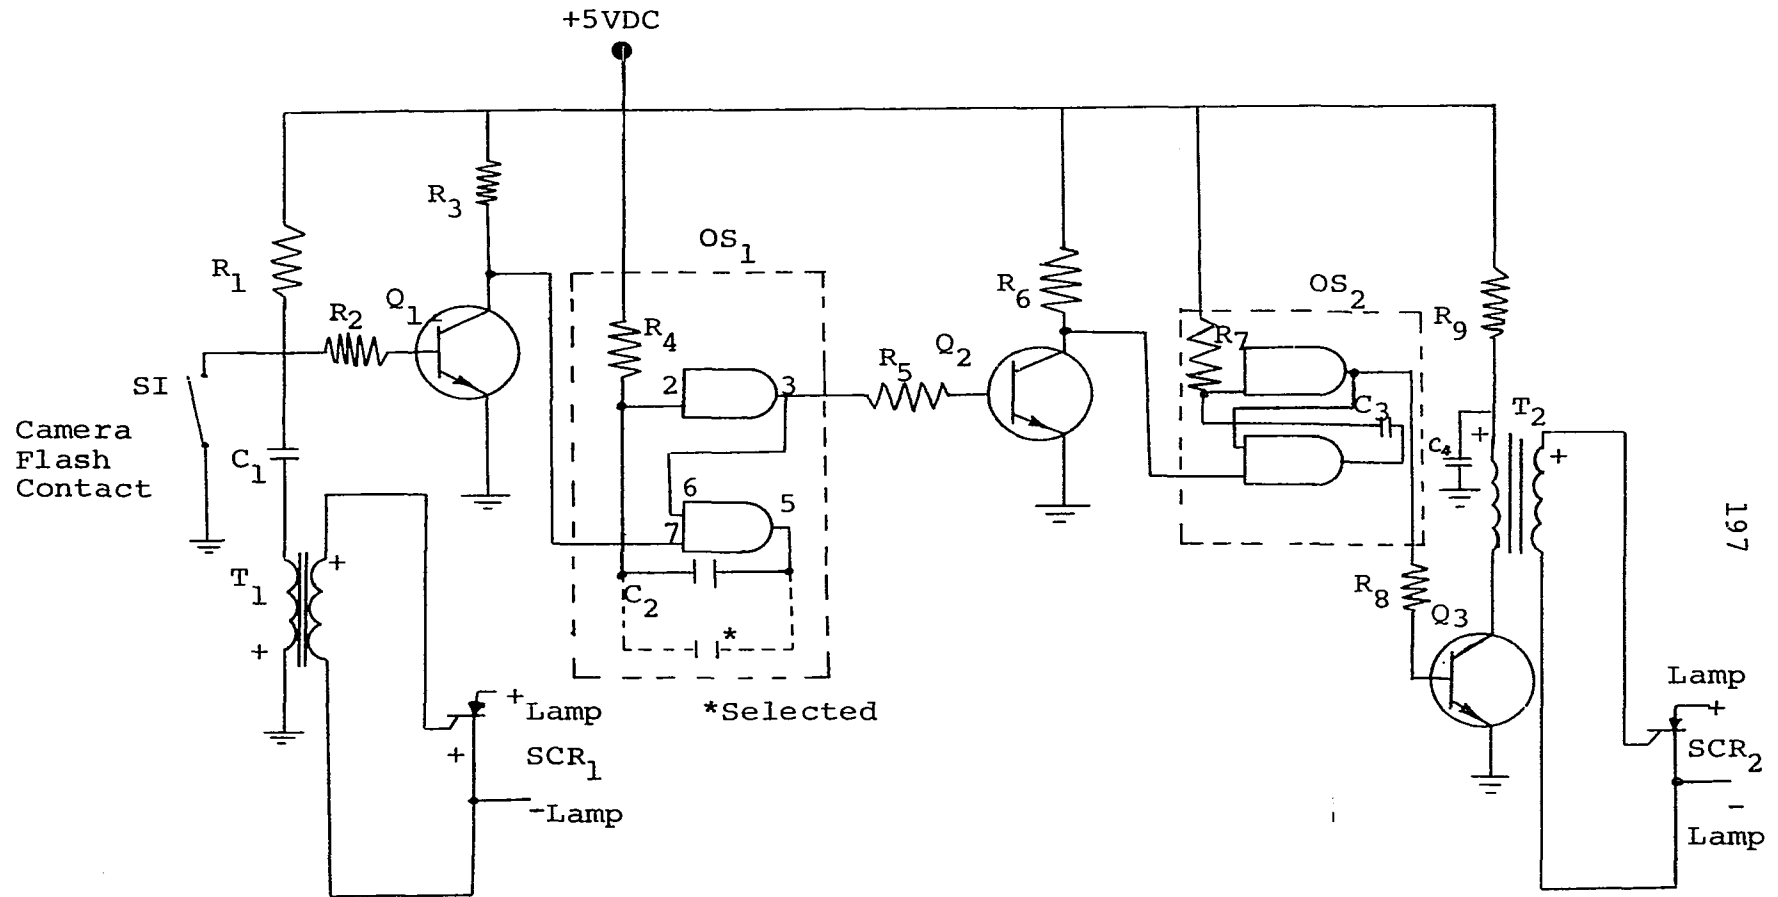 +5VDC
R3
OS1
R1
Q1
R2
R4
R6
Q2
OS2
R9
R7
R5
SI
2
3
C3
T2
+
+
C4
Camera
Flash
Contact
C1
6
5
7
197
T1
+
+
C2
R8
Q3
*
*Selected
+Lamp
+
SCR1
-Lamp
Lamp
+
SCR2
-
Lamp